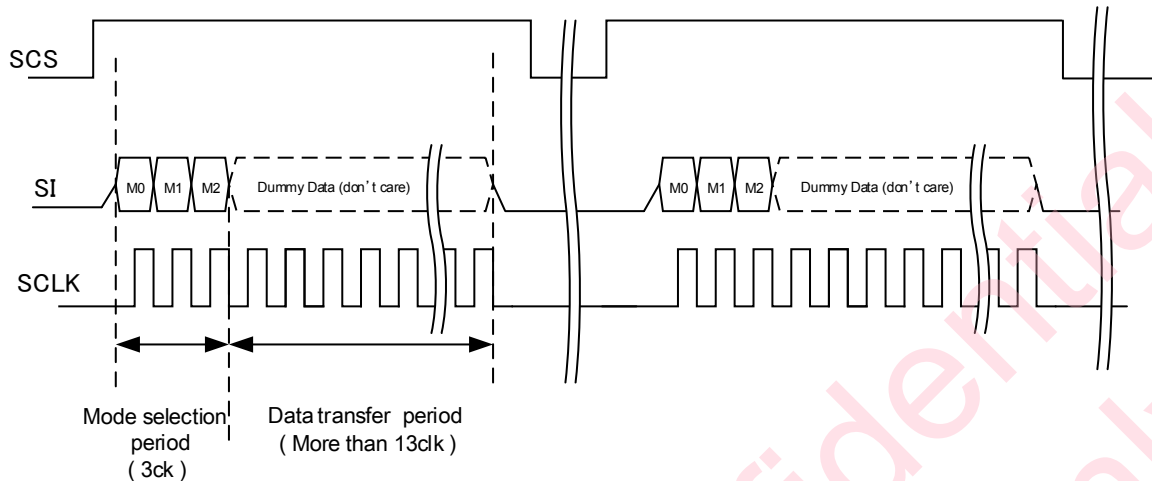 SCS
SI
M0 M1 M2 Dummy Data (don't care)
M0 M1 M2 Dummy Data (don't care)
SCLK
Mode selection
period
( 3ck )
Data transfer period
( More than 13clk )